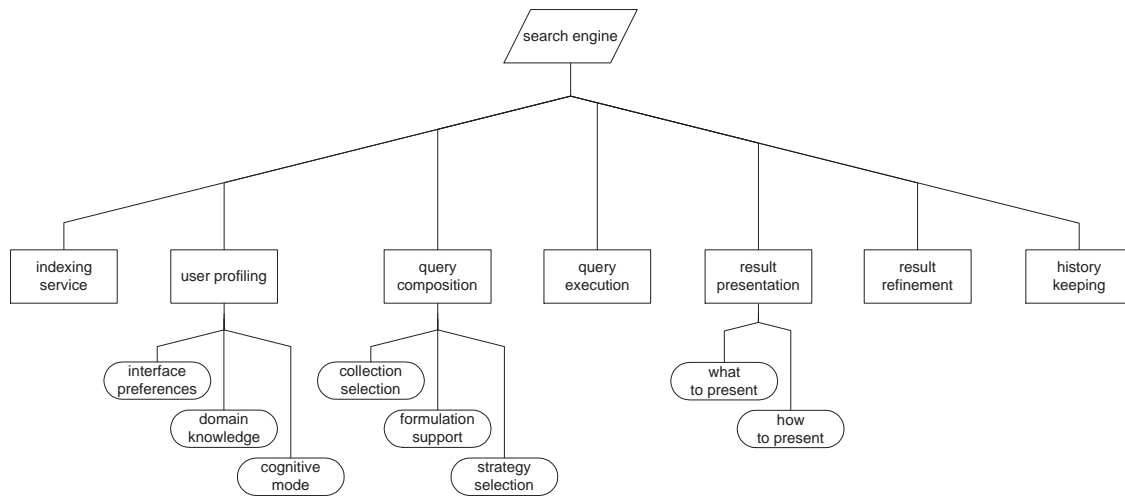 search engine
indexing
service
user profiling
query
composition
query
execution
result
presentation
result
refinement
history
keeping
interface
preferences
domain
knowledge
cognitive
mode
collection
selection
formulation
support
strategy
selection
what
to present
how
to present